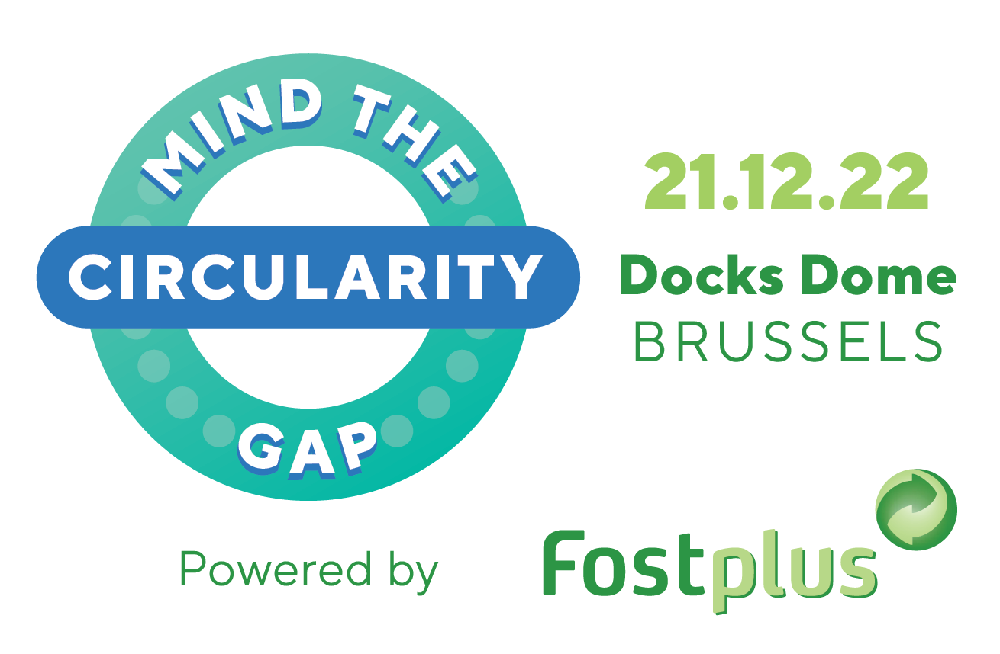 MIND THE
CIRCULARITY
GAP
21.12.22
Docks Dome
BRUSSELS
Powered by
Fostplus